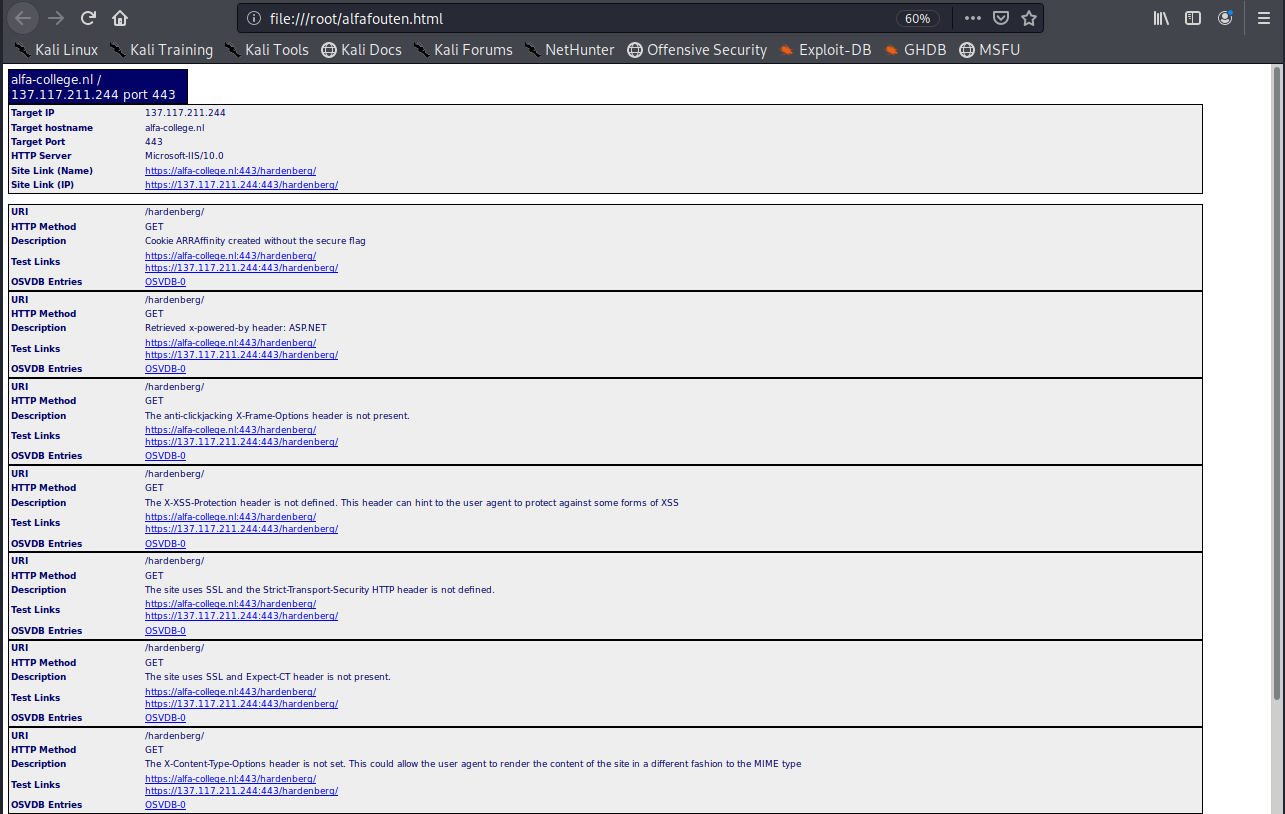 file:///root/alfafouten.html 60%
Kali Linux Kali Training Kali Tools Kali Docs Kali Forums NetHunter Offensive Security Exploit-DB GHDB MSFU
alfa-college.nl /
137.117.211.244 port 443
Target IP 137.117.211.244
Target hostname alfa-college.nl
Target Port 443
HTTP Server Microsoft-IIS/10.0
Site Link (Name) https://alfa-college.nl:443/hardenberg/
Site Link (IP) https://137.117.211.244:443/hardenberg/
URI /hardenberg/
HTTP Method GET
Description Cookie ARRAffinity created without the secure flag
Test Links https://alfa-college.nl:443/hardenberg/
https://137.117.211.244:443/hardenberg/
OSVDB Entries OSVDB-0
URI /hardenberg/
HTTP Method GET
Description Retrieved x-powered-by header: ASP.NET
Test Links https://alfa-college.nl:443/hardenberg/
https://137.117.211.244:443/hardenberg/
OSVDB Entries OSVDB-0
URI /hardenberg/
HTTP Method GET
Description The anti-clickjacking X-Frame-Options header is not present.
Test Links https://alfa-college.nl:443/hardenberg/
https://137.117.211.244:443/hardenberg/
OSVDB Entries OSVDB-0
URI /hardenberg/
HTTP Method GET
Description The X-XSS-Protection header is not defined. This header can hint to the user agent to protect against some forms of XSS
Test Links https://alfa-college.nl:443/hardenberg/
https://137.117.211.244:443/hardenberg/
OSVDB Entries OSVDB-0
URI /hardenberg/
HTTP Method GET
Description The site uses SSL and the Strict-Transport-Security HTTP header is not defined.
Test Links https://alfa-college.nl:443/hardenberg/
https://137.117.211.244:443/hardenberg/
OSVDB Entries OSVDB-0
URI /hardenberg/
HTTP Method GET
Description The site uses SSL and Expect-CT header is not present.
Test Links https://alfa-college.nl:443/hardenberg/
https://137.117.211.244:443/hardenberg/
OSVDB Entries OSVDB-0
URI /hardenberg/
HTTP Method GET
Description The X-Content-Type-Options header is not set. This could allow the user agent to render the content of the site in a different fashion to the MIME type
Test Links https://alfa-college.nl:443/hardenberg/
https://137.117.211.244:443/hardenberg/
OSVDB Entries OSVDB-0